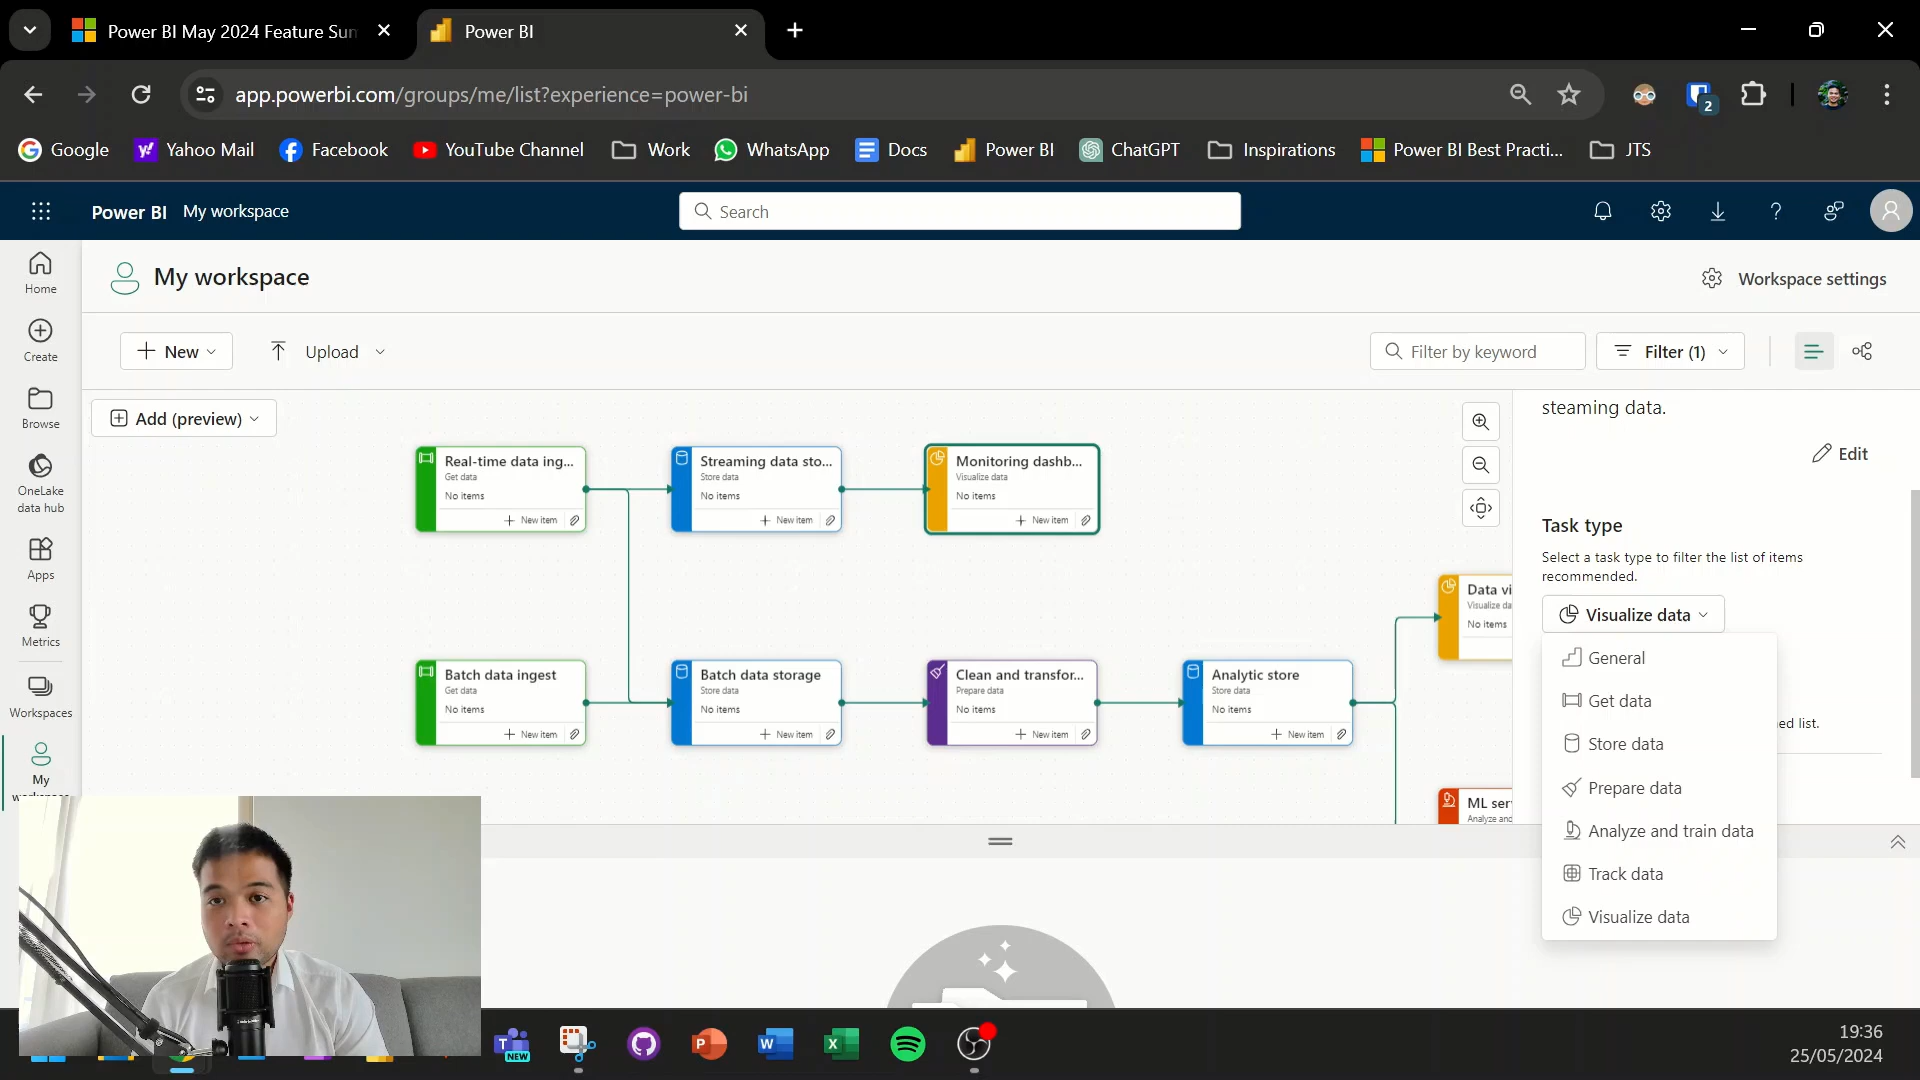 Power BI May 2024 Feature Sum
Power BI
app.powerbi.com/groups/me/list?experience=power-bi
2
Google
Yahoo Mail
Facebook
YouTube Channel
Work
WhatsApp
Docs
Power BI
ChatGPT
Inspirations
Power BI Best Practi...
JTS
Power BI
My workspace
Search
Home
Create
Browse
OneLake
data hub
Apps
Metrics
Workspaces
My
My workspace
Workspace settings
New
Upload
Filter by keyword
Filter (1)
Add (preview)
Real-time data ing...
Get data
No items
New item
Streaming data sto...
Store data
No items
New item
Monitoring dashb...
Visualize data
No items
New item
Batch data ingest
Get data
No items
New item
Batch data storage
Store data
No items
New item
Clean and transfor...
Prepare data
No items
New item
Analytic store
Store data
No items
New item
Data vi
Visualize da
No items
ML ser
Analyze and
steaming data.
Edit
Task type
Select a task type to filter the list of items
recommended.
Visualize data
General
Get data
Store data
Prepare data
Analyze and train data
Track data
Visualize data
ed list.
NEW
19:36
25/05/2024